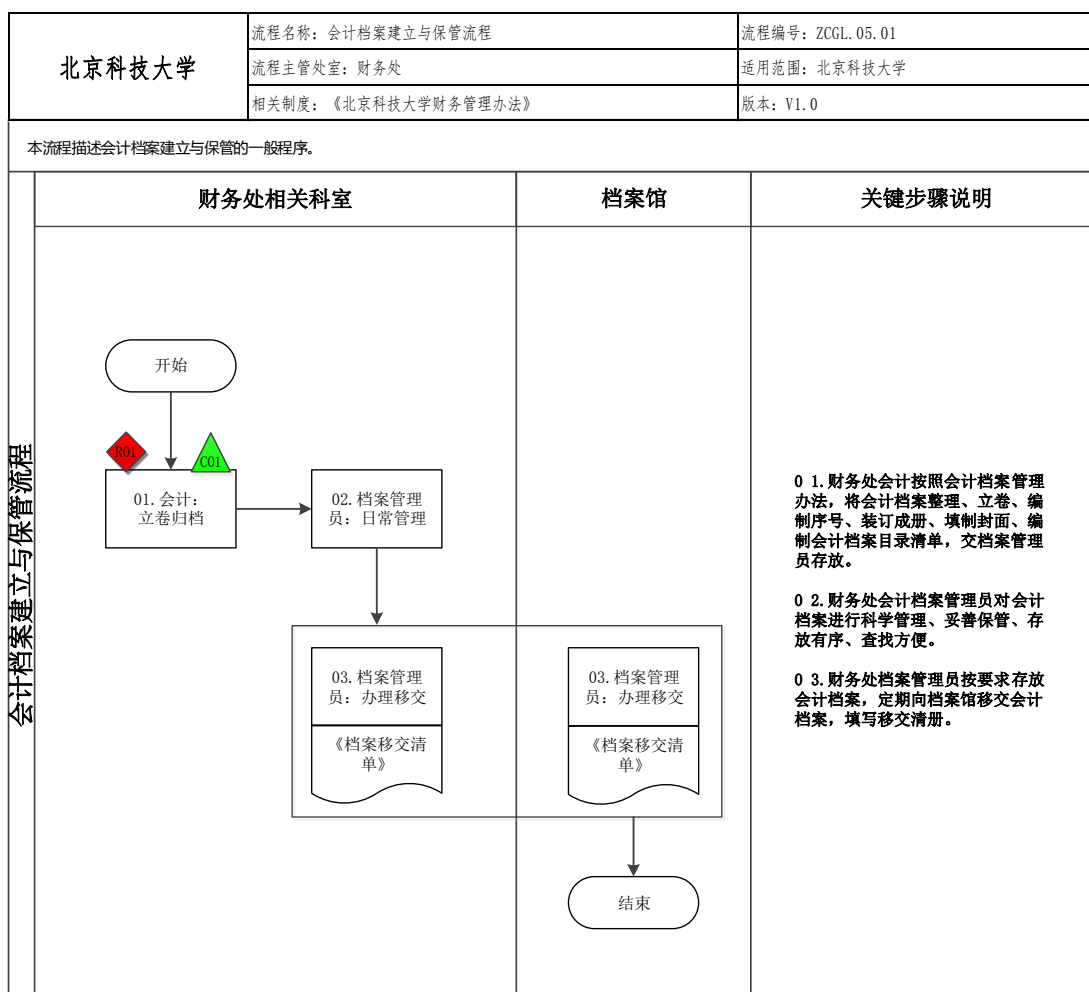 北京科技大学
流程名称：会计档案建立与保管流程
流程编号：ZCGL.05.01
流程主管处室：财务处
适用范围：北京科技大学
相关制度：《北京科技大学财务管理办法》
版本：V1.0
本流程描述会计档案建立与保管的一般程序。
会计档案建立与保管流程
财务处相关科室
档案馆
关键步骤说明
开始
R01
C01
01.会计：
立卷归档
02.档案管理
员：日常管理
03.档案管理
员：办理移交
《档案移交清
单》
03.档案管理
员：办理移交
《档案移交清
单》
结束
0 1.财务处会计按照会计档案管理
办法，将会计档案整理、立卷、编
制序号、装订成册、填制封面、编
制会计档案目录清单，交档案管理
员存放。
0 2.财务处会计档案管理员对会计
档案进行科学管理、妥善保管、存
放有序、查找方便。
0 3.财务处档案管理员按要求存放
会计档案，定期向档案馆移交会计
档案，填写移交清册。